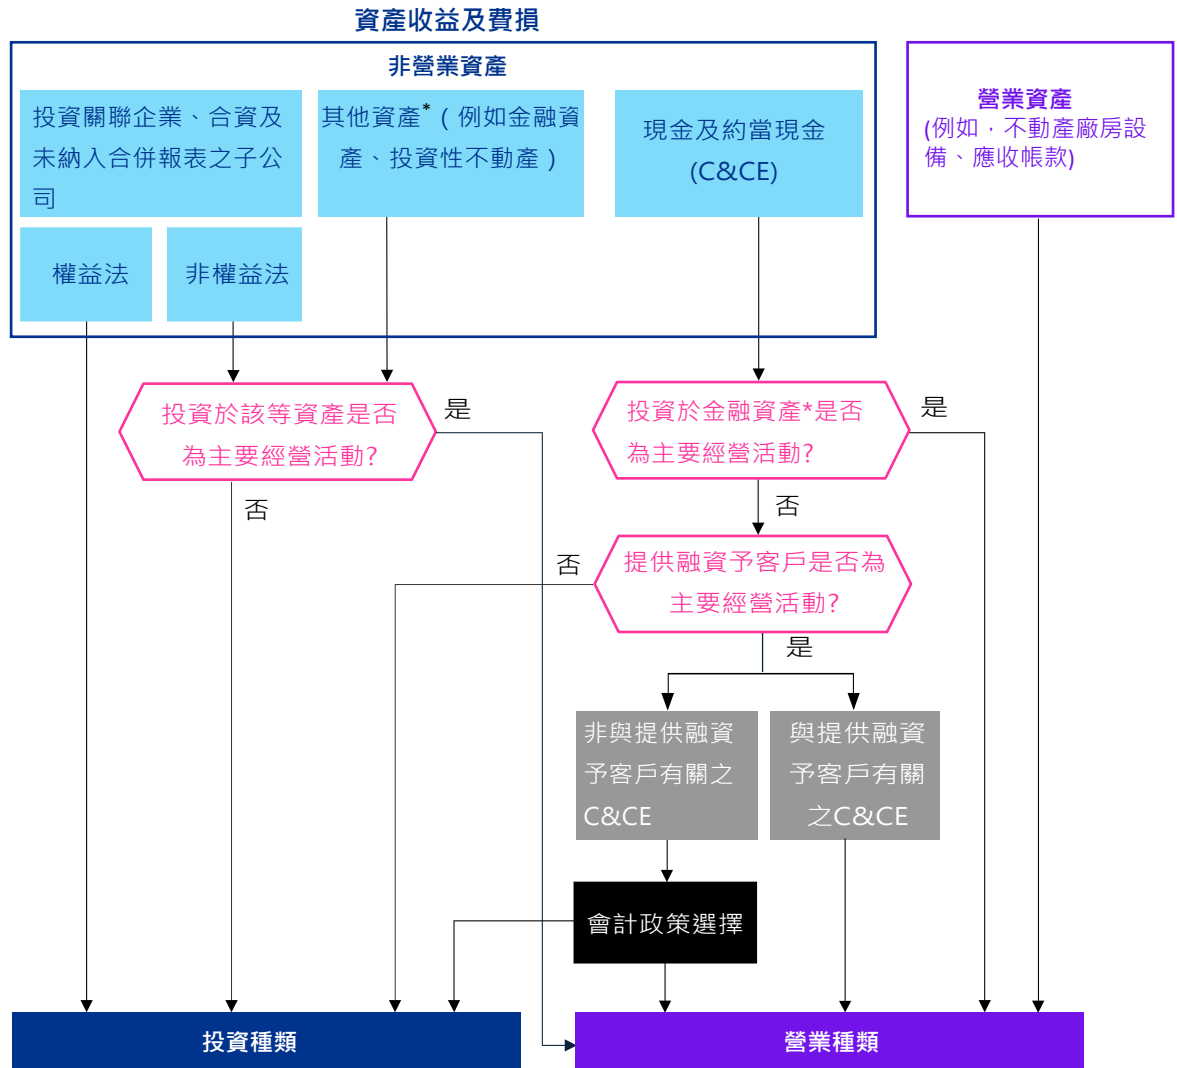 資產收益及費損
非營業資產
投資關聯企業、合資及
未納入合併報表之子公
司
其他資產*（例如金融資
產、投資性不動產）
現金及約當現金
(C&CE)
營業資產
(例如，不動產廠房設
備、應收帳款)
權益法
非權益法
投資於該等資產是否
為主要經營活動?
是
否
投資於金融資產*是否
為主要經營活動?
是
否
提供融資予客戶是否為
主要經營活動?
否
是
非與提供融資
予客戶有關之
C&CE
與提供融資
予客戶有關
之C&CE
會計政策選擇
投資種類
營業種類